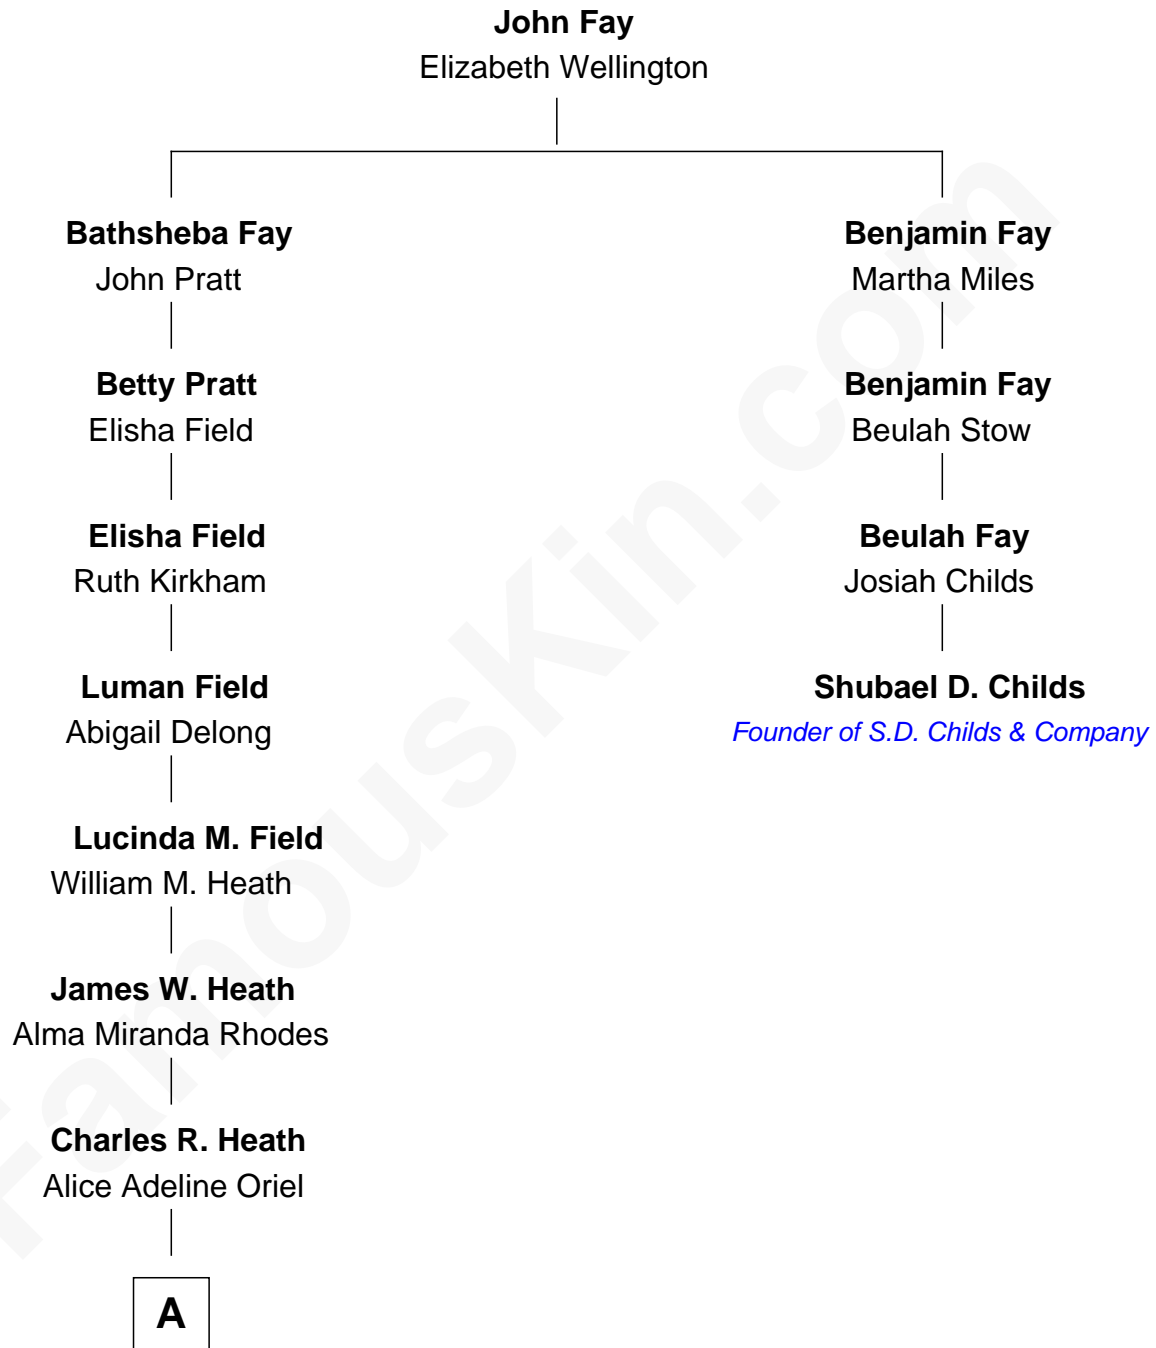 John Fay
Elizabeth Wellington
Bathsheba Fay
John Pratt
Benjamin Fay
Martha Miles
Betty Pratt
Elisha Field
Benjamin Fay
Beulah Stow
Elisha Field
Ruth Kirkham
Beulah Fay
Josiah Childs
Luman Field
Abigail Delong
Shubael D. Childs
Founder of S.D. Childs & Company
Lucinda M. Field
William M. Heath
James W. Heath
Alma Miranda Rhodes
Charles R. Heath
Alice Adeline Oriel
A
FamousKin.com